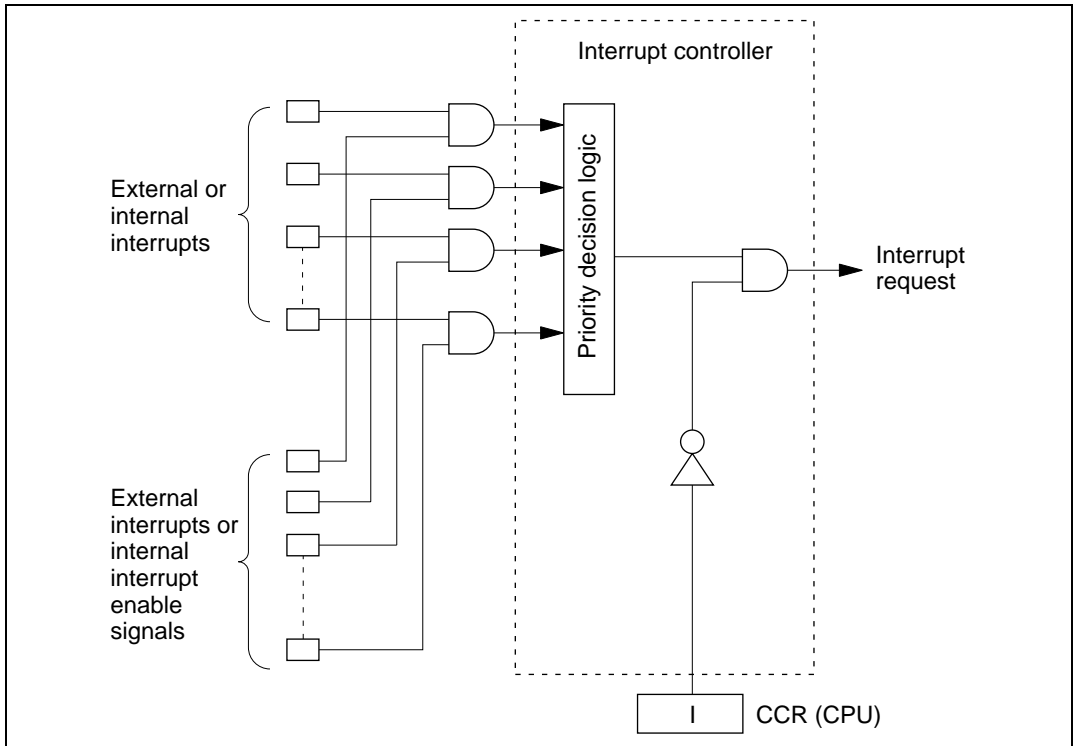 Interrupt controller
External or
internal
interrupts
Priority decision logic
Interrupt
request
External
interrupts or
internal
interrupt
enable
signals
I
CCR (CPU)